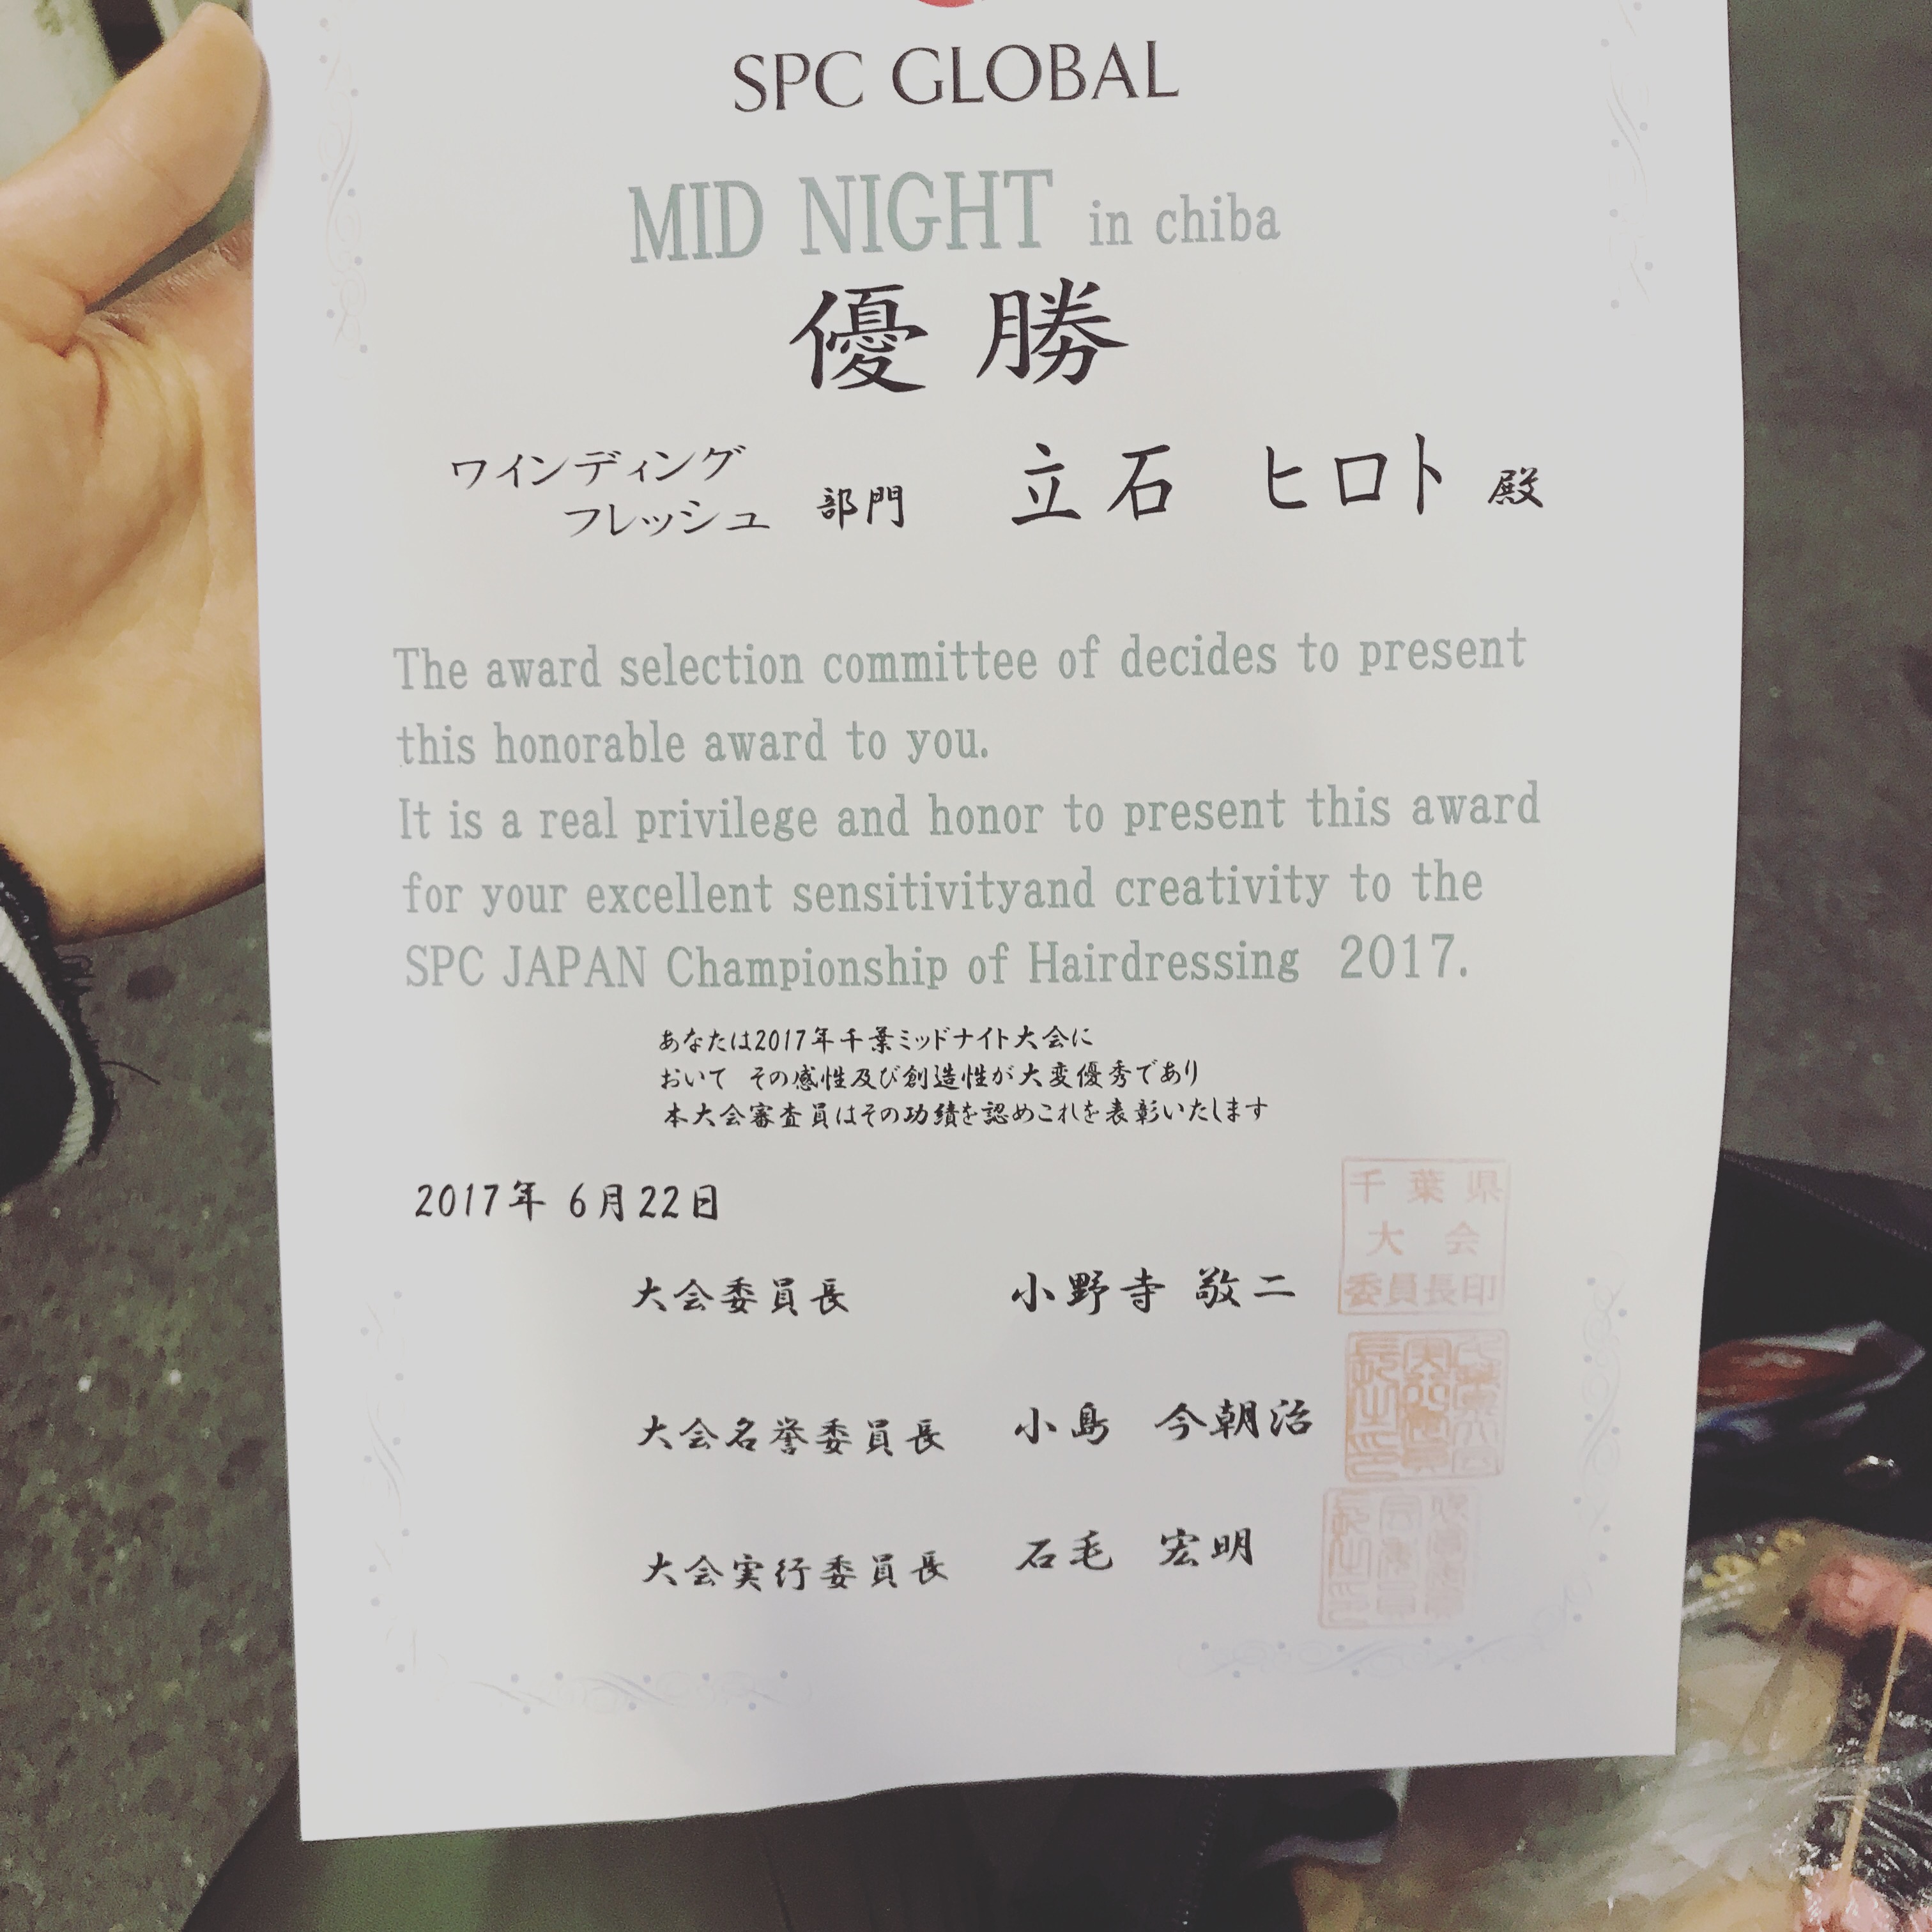 SPC GLOBAL
MID NIGHT in chiba
優勝
ワインディング
フレッシュ 部門 立石 ヒロト 殿
The award selection committee of decides to present
this honorable award to you.
It is a real privilege and honor to present this award
for your excellent sensitivityand creativity to the
SPC JAPAN Championship of Hairdressing 2017.
あなたは2017年千葉ミッドナイト大会に
おいて その感性及び創造性が大変優秀であり
本大会審査員はその功績を認めこれを表彰いたします
2017年 6月22日
千葉県
大会
委員長印
大会委員長 小野寺 敬二
大会名誉委員長 小島 今朝治
大会実行委員長 石毛 宏明